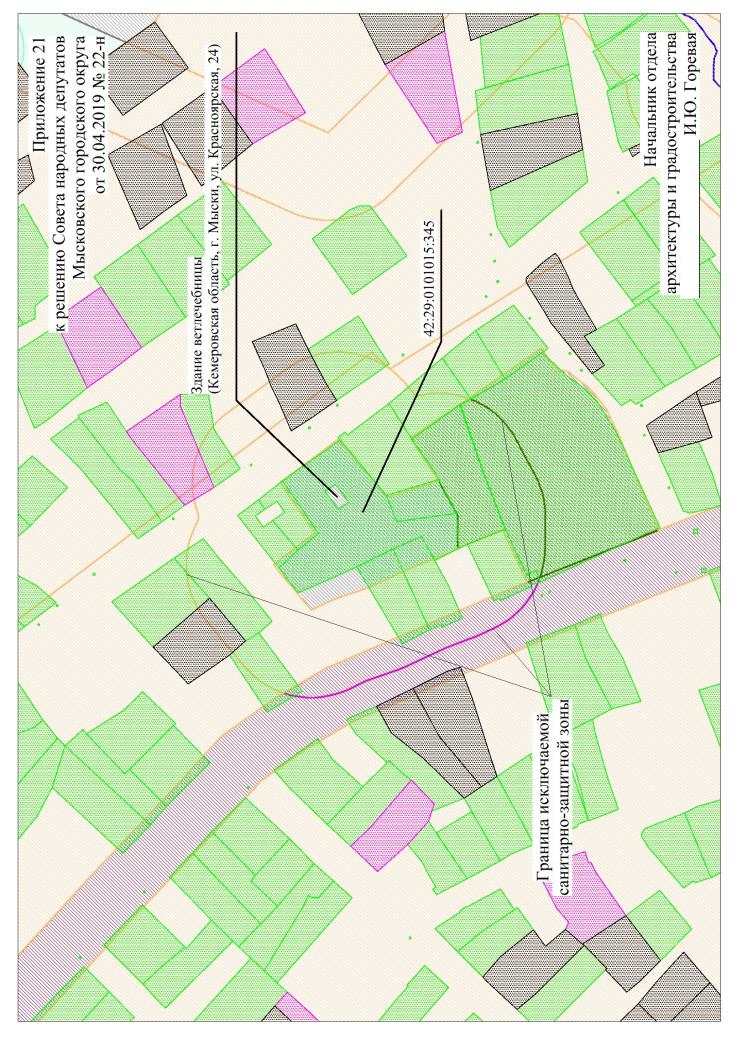 Приложение 21
к решению Совета народных депутатов
Мысковского городского округа
от 30.04.2019 № 22-н
Здание ветлечебницы
(Кемеровская область, г. Мыски, ул. Красноярская, 24)
42:29:0101015:345
Граница исключаемой
санитарно-защитной зоны
Начальник отдела
архитектуры и градостроительства
И.Ю. Горевая